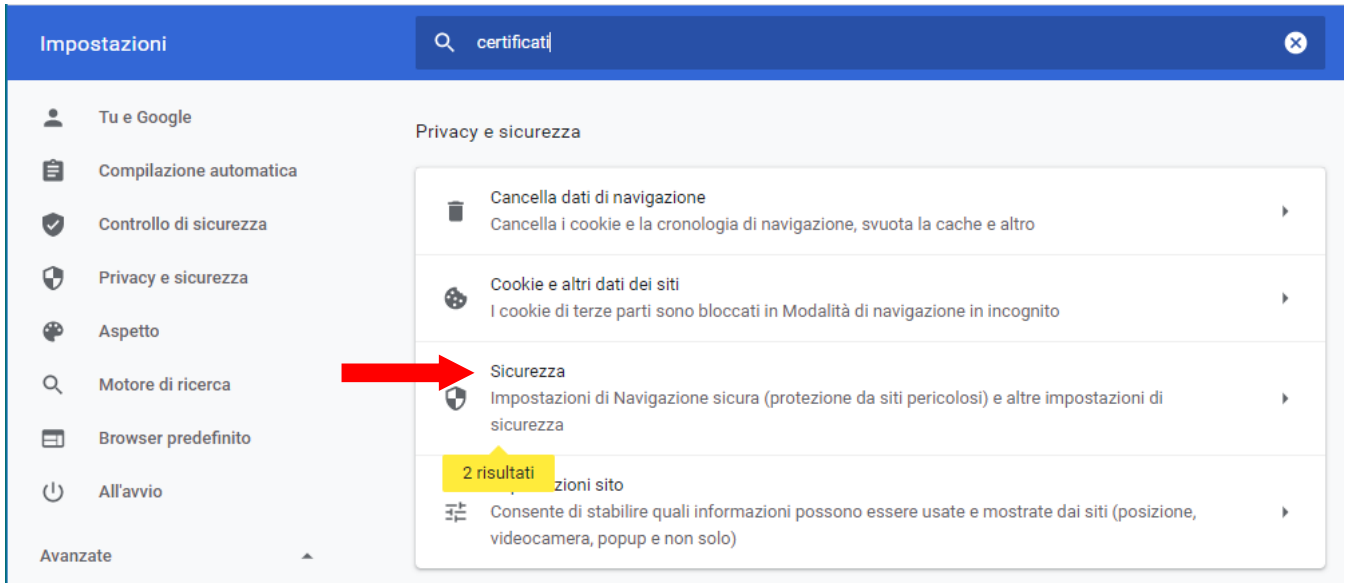 Impostazioni
certificati
Tu e Google
Compilazione automatica
Controllo di sicurezza
Privacy e sicurezza
Aspetto
Motore di ricerca
Browser predefinito
All'avvio
Avanzate
Privacy e sicurezza
Cancella dati di navigazione
Cancella i cookie e la cronologia di navigazione, svuota la cache e altro
Cookie e altri dati dei siti
I cookie di terze parti sono bloccati in Modalità di navigazione in incognito
Sicurezza
Impostazioni di Navigazione sicura (protezione da siti pericolosi) e altre impostazioni di
sicurezza
2 risultati
sito
Consente di stabilire quali informazioni possono essere usate e mostrate dai siti (posizione,
videocamera, popup e non solo)